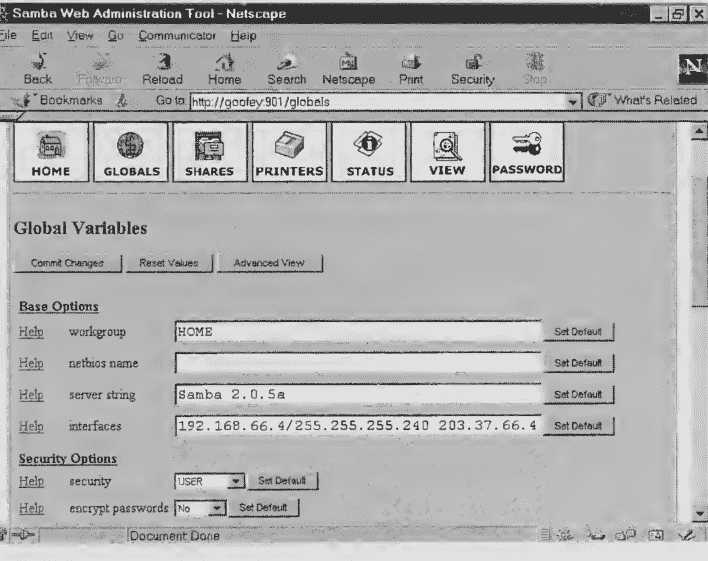 Samba Web Administration Tool - Netscape
File Edit View Go Communicator Help
Back Forward Reload Home Search Netscape Print Security Stop
Bookmarks Go to: http://goofey:901/globals What's Related
HOME GLOBALS SHARES PRINTERS STATUS VIEW PASSWORD
Global Variables
Commit Changes Reset Values Advanced View
Base Options
Help workgroup HOME Set Default
Help netbios name Set Default
Help server string Samba 2.0.5a Set Default
Help interfaces 192.168.66.4/255.255.255.240 203.37.66.4 Set Default
Security Options
Help security USER Set Default
Help encrypt passwords No Set Default
Document Done